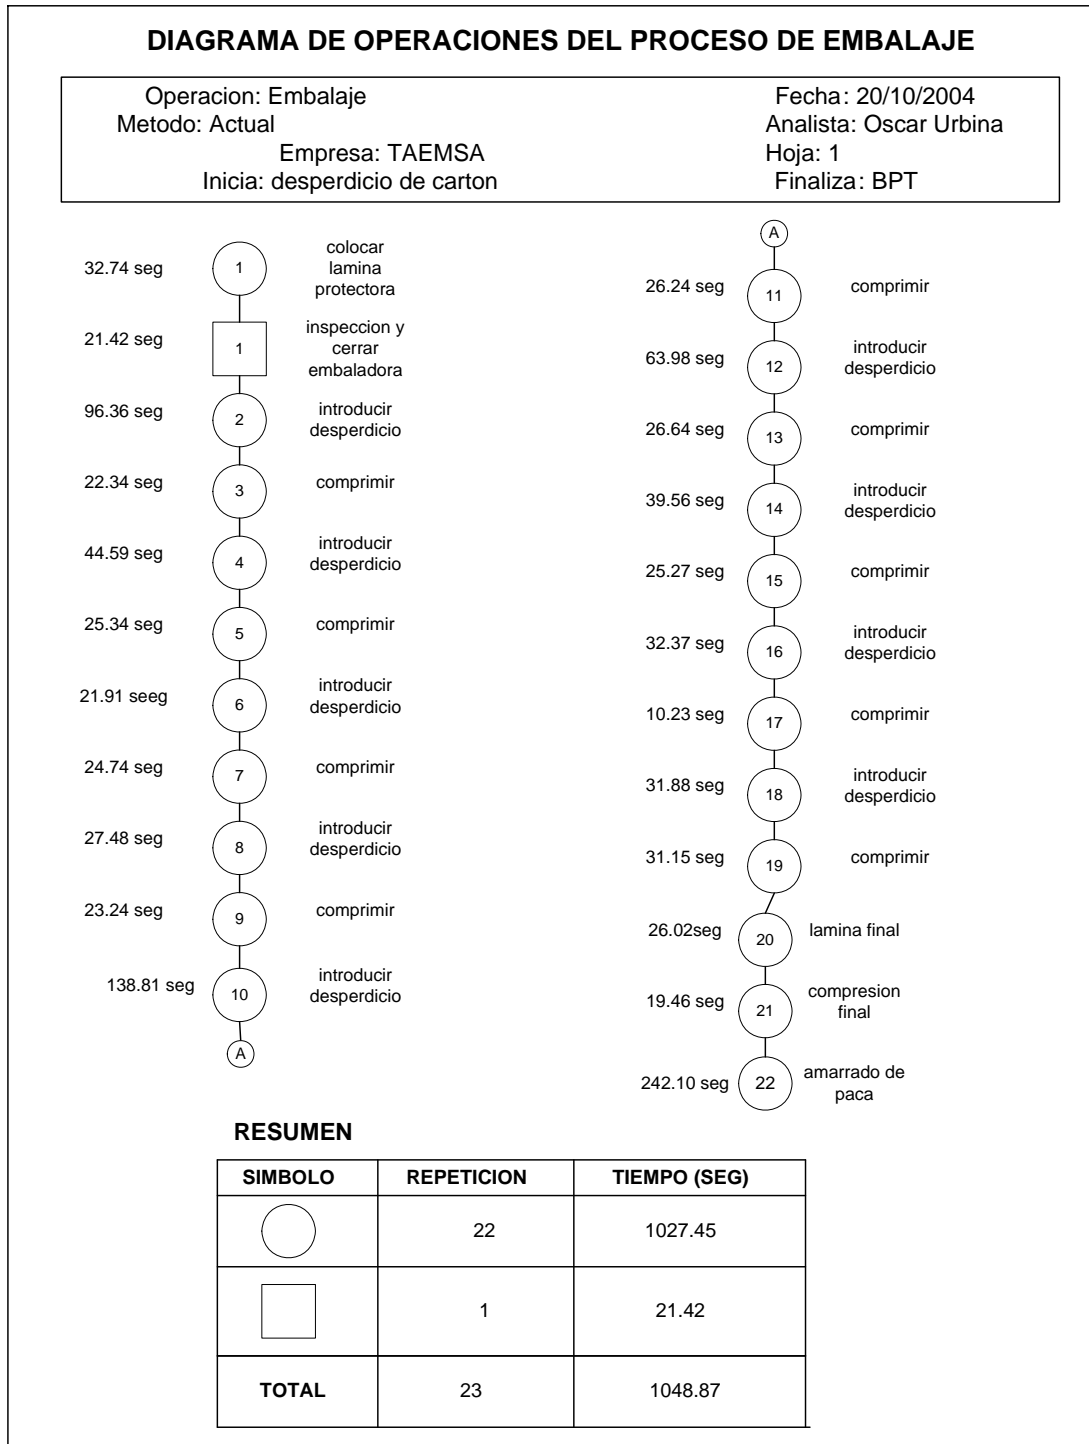 DIAGRAMA DE OPERACIONES DEL PROCESO DE EMBALAJE
Operacion: Embalaje
Metodo: Actual
Empresa: TAEMSA
Inicia: desperdicio de carton
Fecha: 20/10/2004
Analista: Oscar Urbina
Hoja: 1
Finaliza: BPT
32.74 seg
1
colocar
lamina
protectora
21.42 seg
1
inspeccion y
cerrar
embaladora
96.36 seg
2
introducir
desperdicio
22.34 seg
3
comprimir
44.59 seg
4
introducir
desperdicio
25.34 seg
5
comprimir
21.91 seeg
6
introducir
desperdicio
24.74 seg
7
comprimir
27.48 seg
8
introducir
desperdicio
23.24 seg
9
comprimir
138.81 seg
10
introducir
desperdicio
A
A
26.24 seg
11
comprimir
63.98 seg
12
introducir
desperdicio
26.64 seg
13
comprimir
39.56 seg
14
introducir
desperdicio
25.27 seg
15
comprimir
32.37 seg
16
introducir
desperdicio
10.23 seg
17
comprimir
31.88 seg
18
introducir
desperdicio
31.15 seg
19
comprimir
26.02seg
20
lamina final
19.46 seg
21
compresion
final
242.10 seg
22
amarrado de
paca
RESUMEN
SIMBOLO REPETICION TIEMPO (SEG)
22 1027.45
1 21.42
TOTAL 23 1048.87